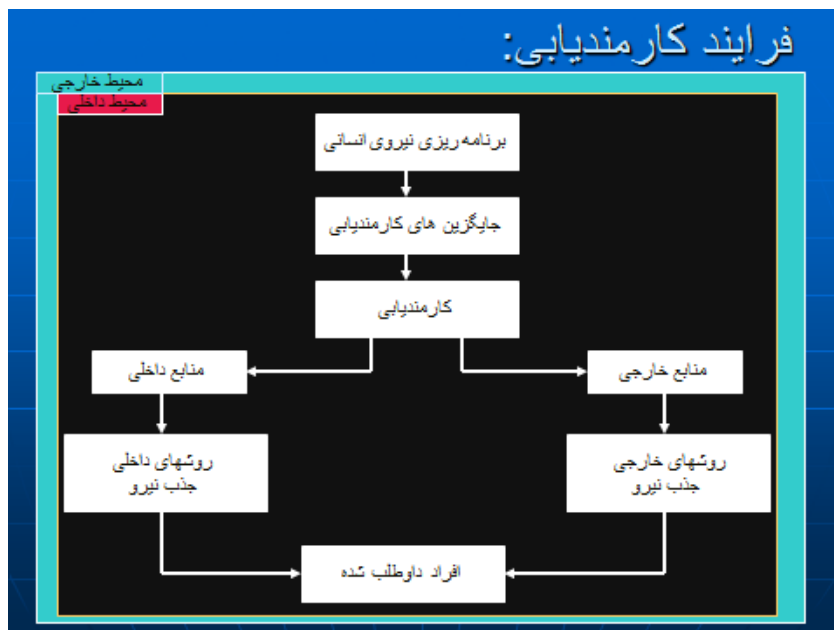 فرایند کارمندیابی:
محیط خارجی
محیط داخلی
برنامه ریزی نیروی انسانی
جایگزین های کارمندیابی
کارمندیابی
منابع خارجی
منابع داخلی
روشهای خارجی
جذب نیرو
روشهای داخلی
جذب نیرو
افراد داوطلب شده